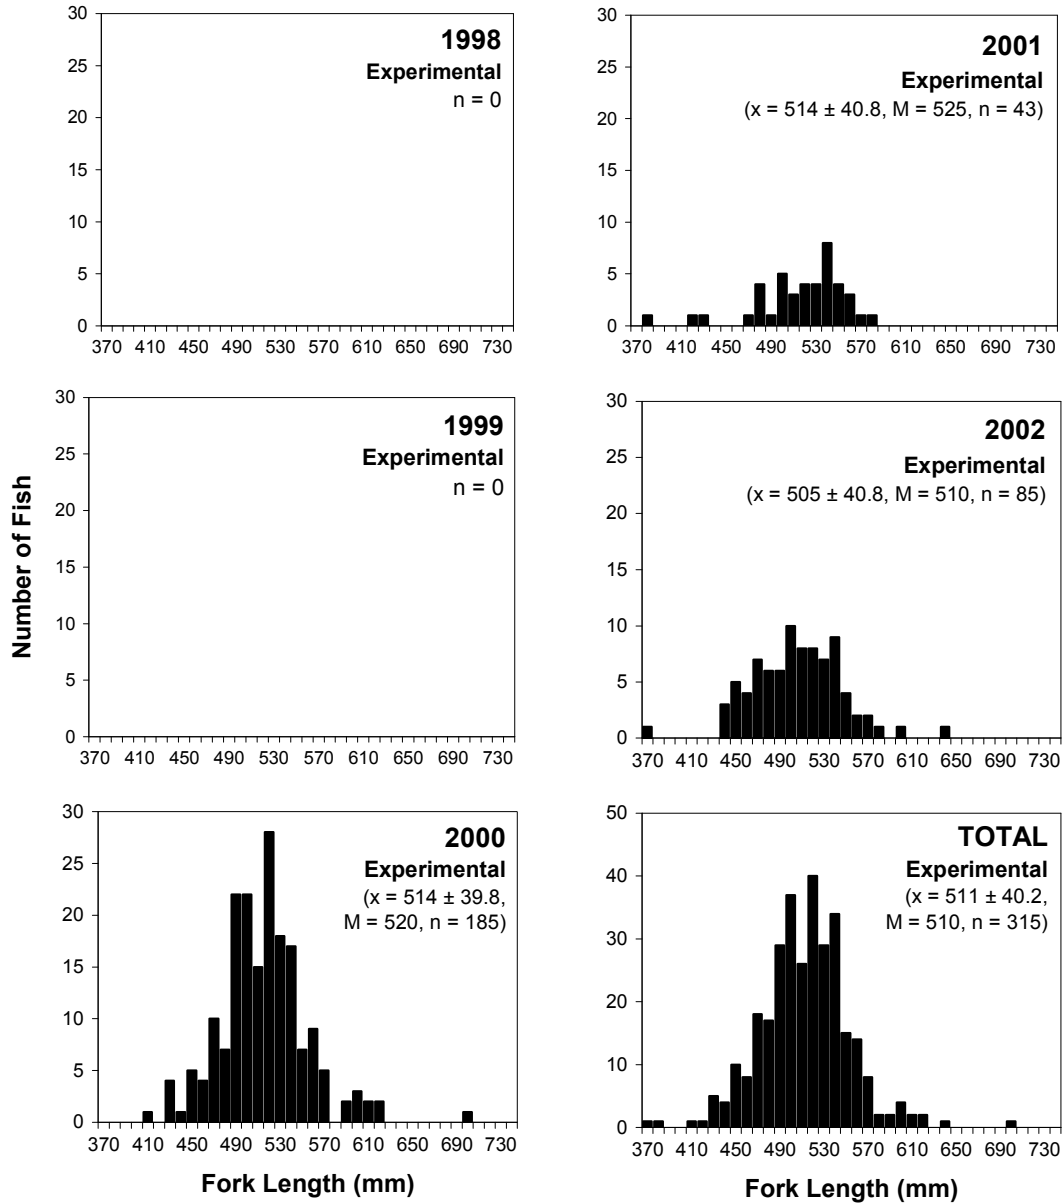 30
25
20
15
10
5
0
1998
Experimental
n = 0
370 410 450 490 530 570 610 650 690 730
30
25
20
15
10
5
0
2001
Experimental
(x = 514 ± 40.8, M = 525, n = 43)
370 410 450 490 530 570 610 650 690 730
Number of Fish
30
25
20
15
10
5
0
1999
Experimental
n = 0
370 410 450 490 530 570 610 650 690 730
30
25
20
15
10
5
0
2002
Experimental
(x = 505 ± 40.8, M = 510, n = 85)
370 410 450 490 530 570 610 650 690 730
30
25
20
15
10
5
0
2000
Experimental
(x = 514 ± 39.8,
M = 520, n = 185)
370 410 450 490 530 570 610 650 690 730
Fork Length (mm)
50
40
30
20
10
0
TOTAL
Experimental
(x = 511 ± 40.2,
M = 510, n = 315)
370 410 450 490 530 570 610 650 690 730
Fork Length (mm)